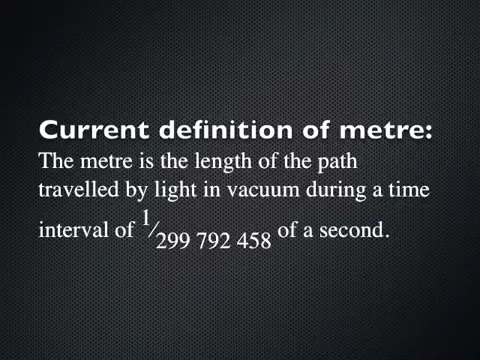 Current definition of metre:
The metre is the length of the path
travelled by light in vacuum during a time
interval of 1/299 792 458 of a second.